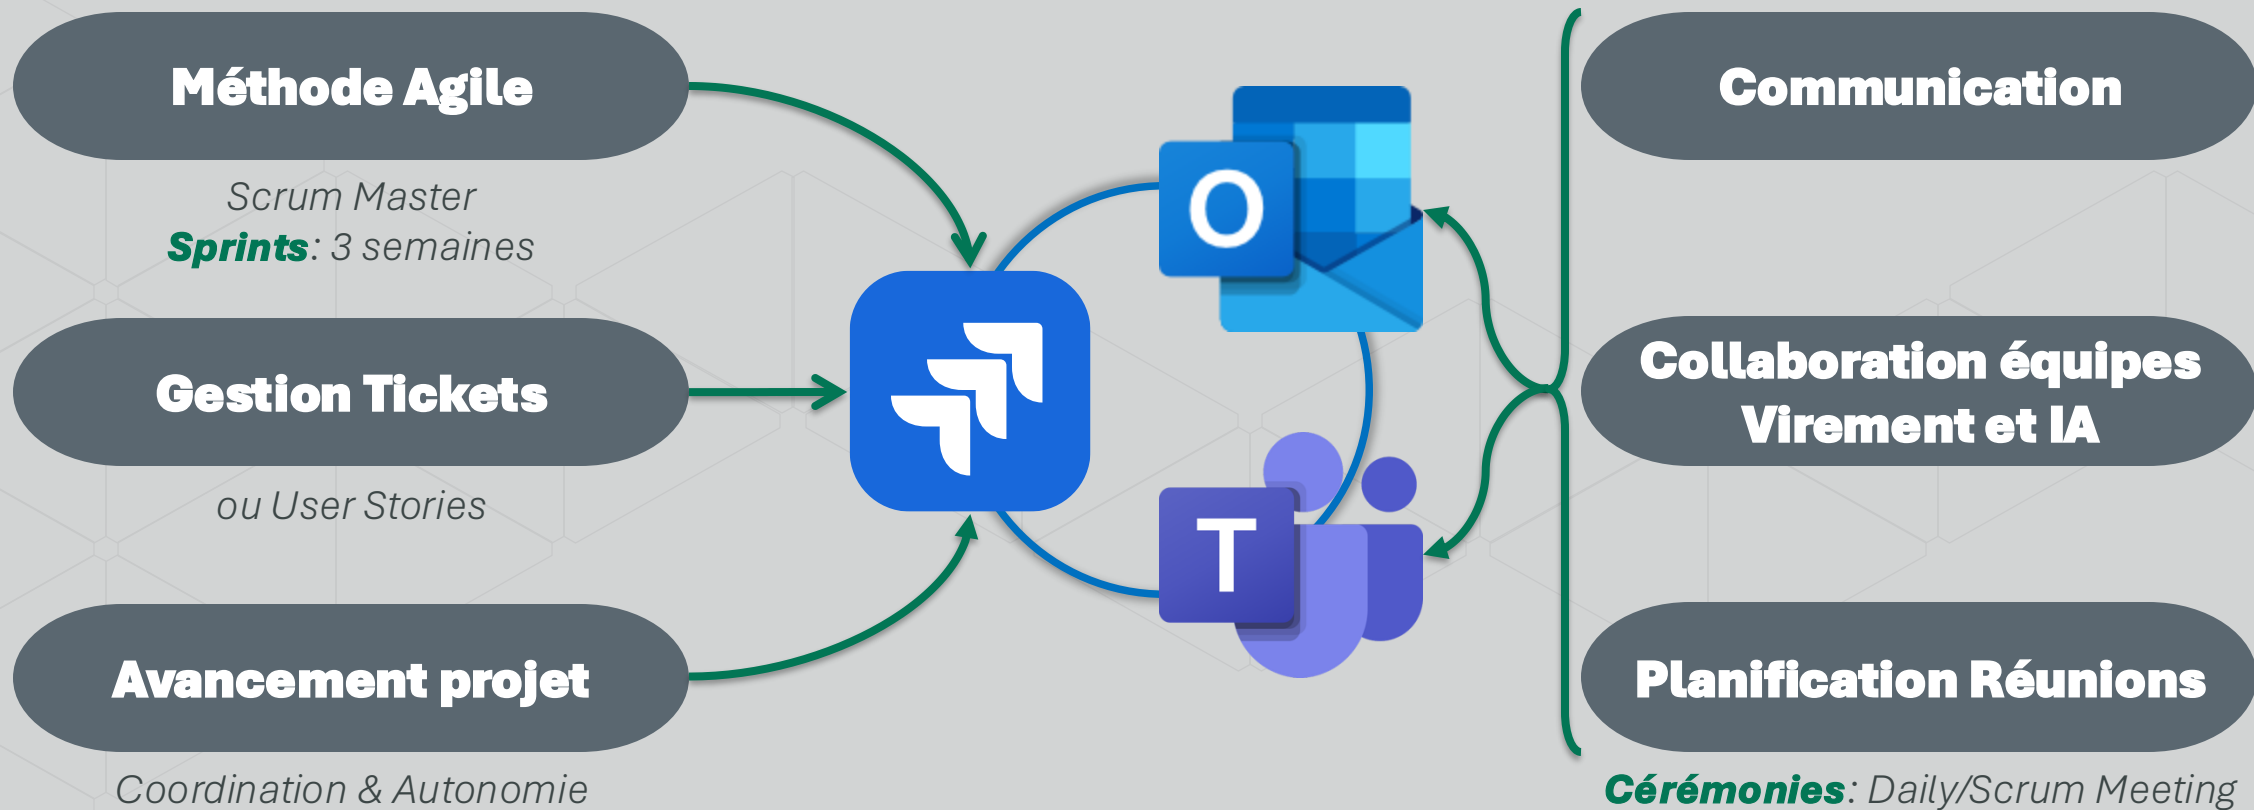 Méthode Agile
Scrum Master
Sprints: 3 semaines
Gestion Tickets
ou User Stories
Avancement projet
Coordination & Autonomie
O
T
Communication
Collaboration équipes
Virement et IA
Planification Réunions
Cérémonies: Daily/Scrum Meeting